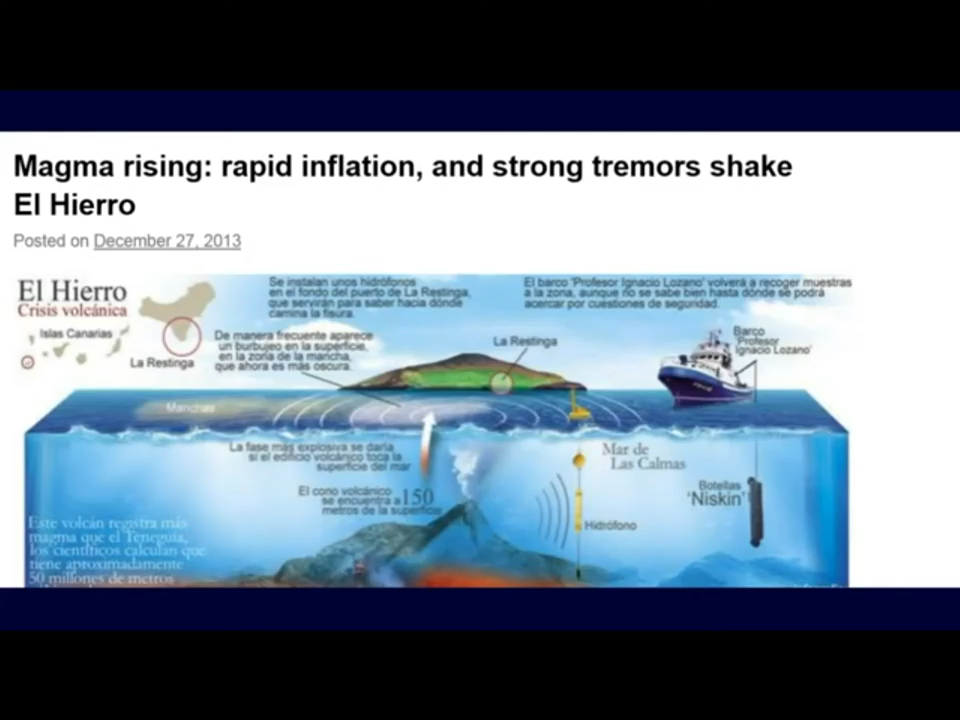 Magma rising: rapid inflation, and strong tremors shake
El Hierro
Posted on December 27, 2013
El Hierro
Crisis volcánica
Islas Canarias
La Restinga
Se instalan unos hidrófonos
en el fondo del puerto de La Restinga,
que servirán para saber hacia dónde
camina la fisura.
De manera frecuente aparece
un burbujeo en la superficie,
en la zona de la mancha,
que ahora es más oscura.
El barco 'Profesor Ignacio Lozano' volverá a recoger muestras
a la zona, aunque no se sabe bien hasta dónde se podrá
acercar por cuestiones de seguridad.
La Restinga
Barco
'Profesor
Ignacio Lozano'
Manchas
La fase más explosiva se daría
si el edificio volcánico toca la
superficie del mar
El cono volcánico
se encuentra a 150
metros de la superficie
Mar de
Las Calmas
Hidrófono
Botellas
'Niskin'
Este volcán registra más
magma que el Teneguía,
los científicos calculan que
tiene aproximadamente
50 millones de metros